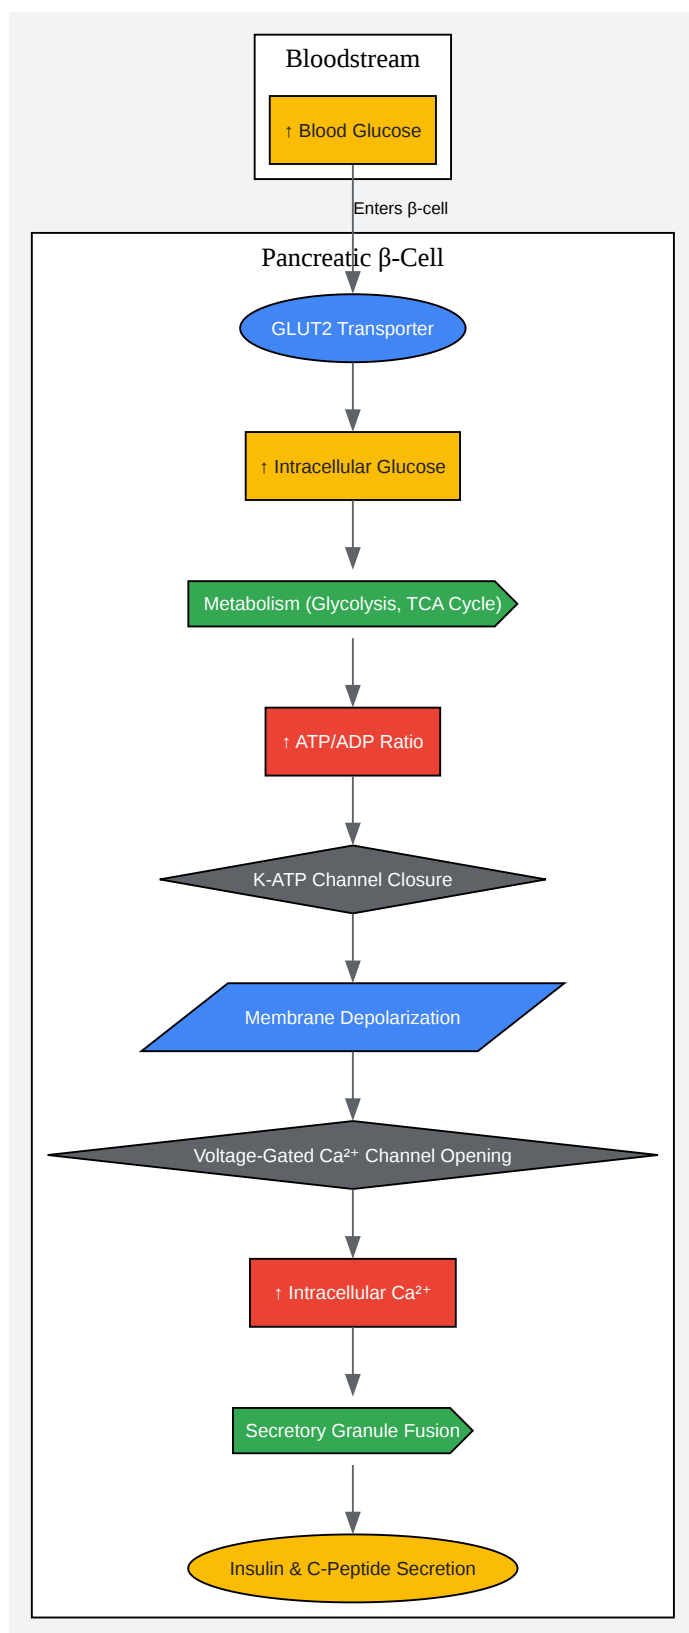 Bloodstream
↑ Blood Glucose
Enters β-cell
Pancreatic β-Cell
GLUT2 Transporter
↑ Intracellular Glucose
Metabolism (Glycolysis, TCA Cycle)
↑ ATP/ADP Ratio
K-ATP Channel Closure
Membrane Depolarization
Voltage-Gated Ca²⁺ Channel Opening
↑ Intracellular Ca²⁺
Secretory Granule Fusion
Insulin & C-Peptide Secretion